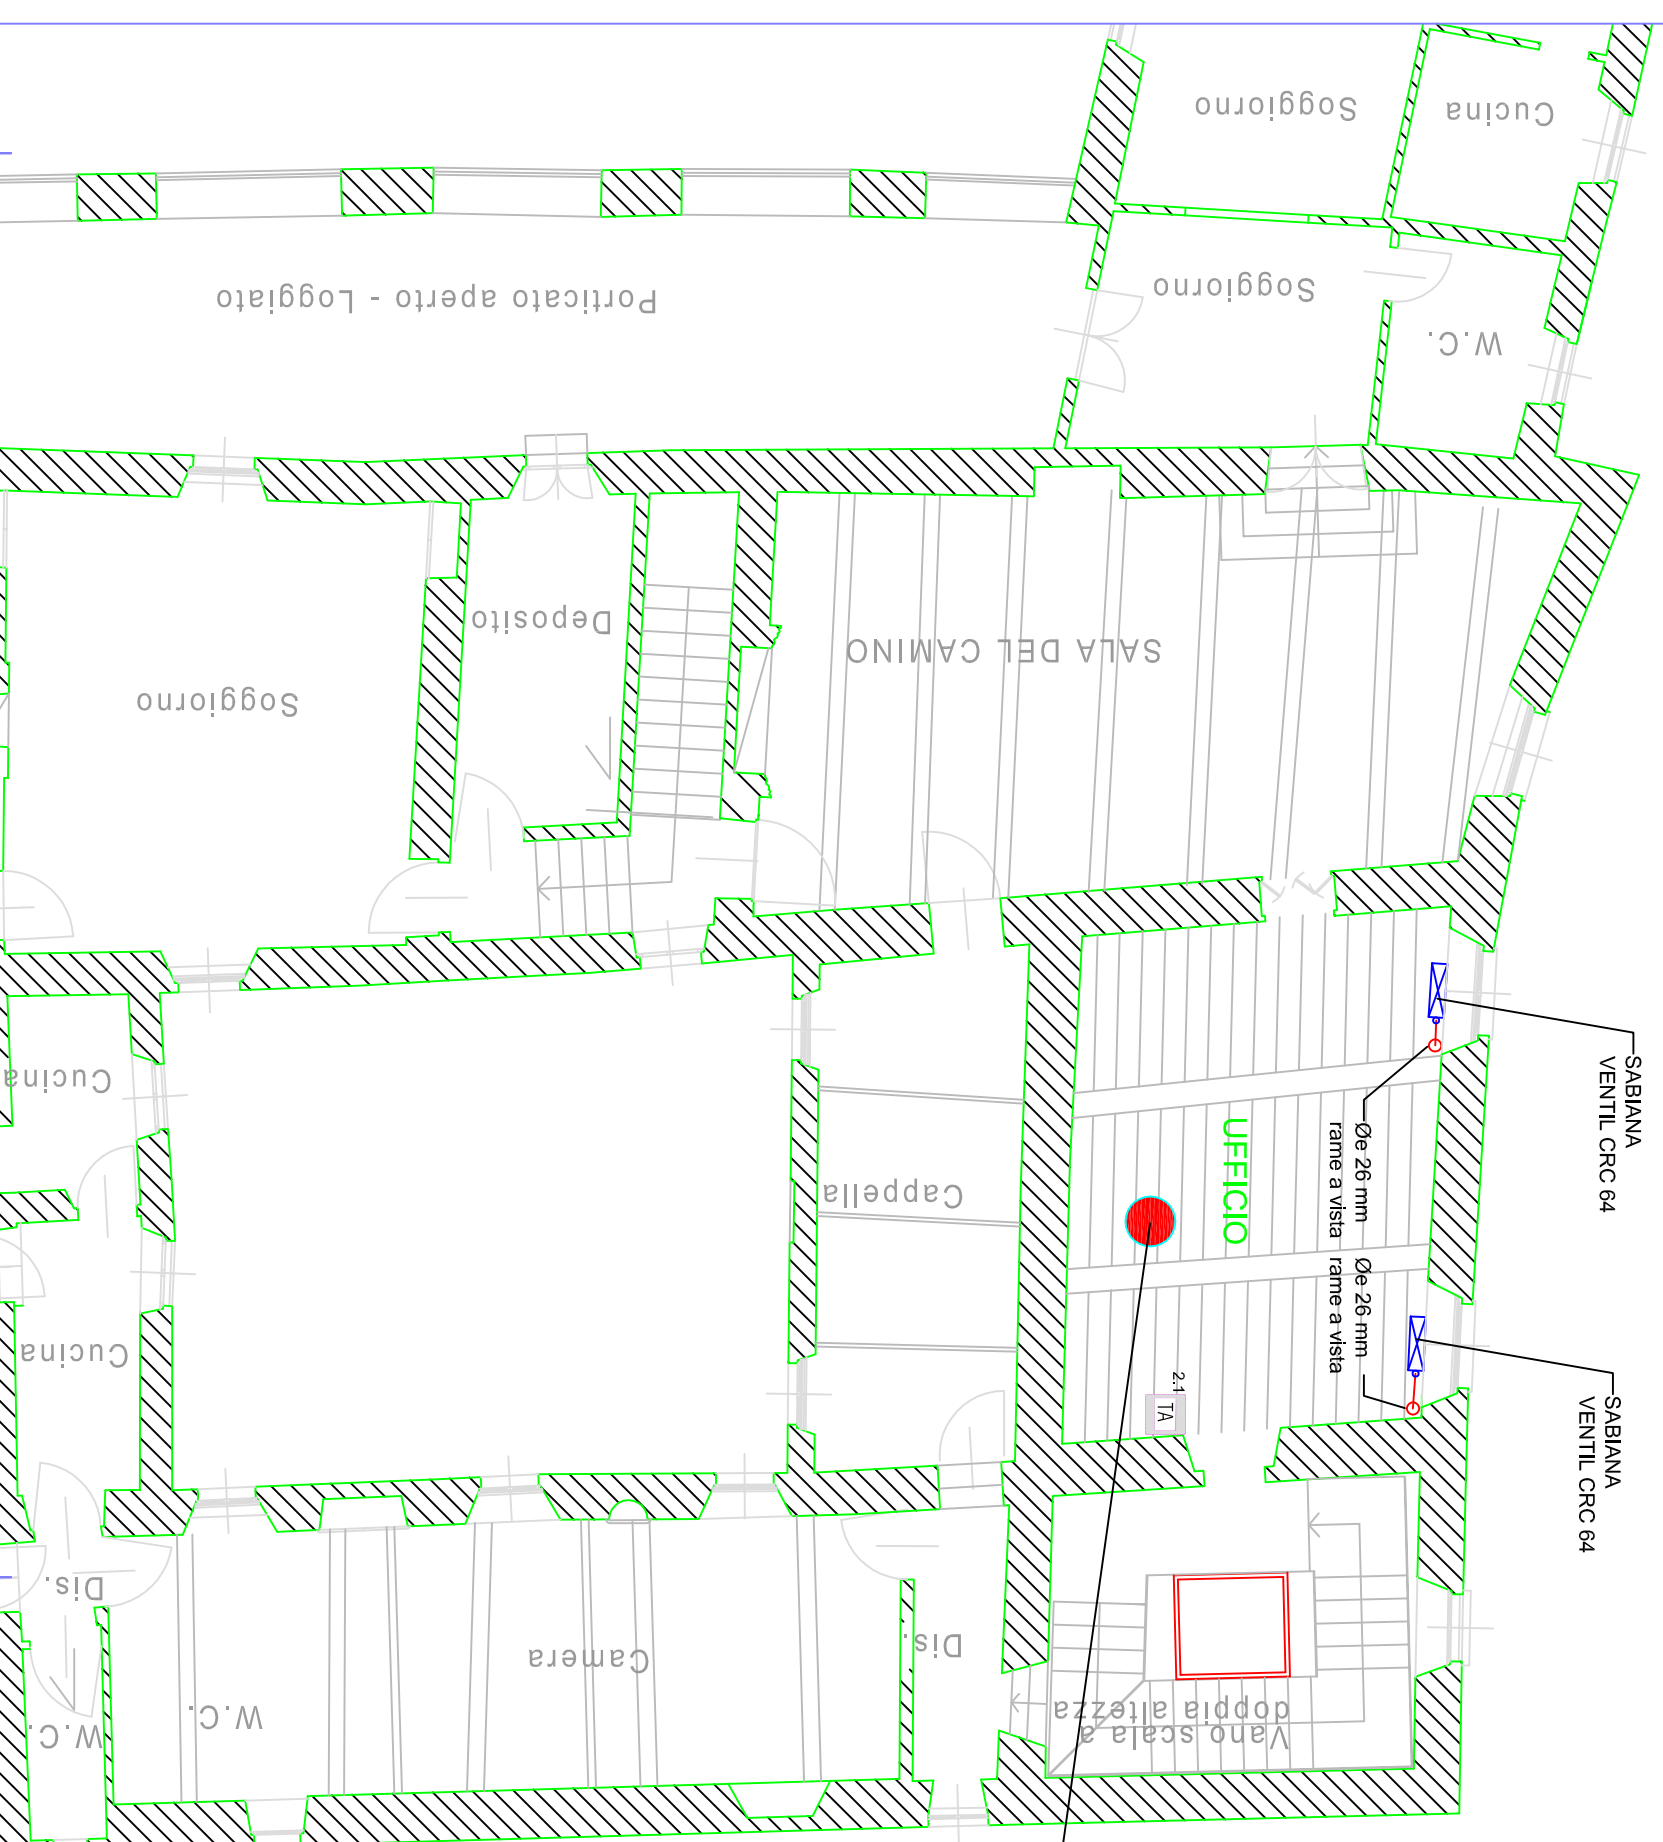 Soggiorno
Cucina
Soggiorno
W.C.
Porticato aperto - Loggiato
Deposito
SALA DEL CAMINO
Soggiorno
SABIANA
VENTIL CRC 64
Øe 26 mm
rame a vista
UFFICIO
Cappella
Cucina
Øe 26 mm
rame a vista
SABIANA
VENTIL CRC 64
2.1
TA
Cucina
Dis.
Camera
Dis.
Vano scala a
doppia altezza
W.C.
W.C.